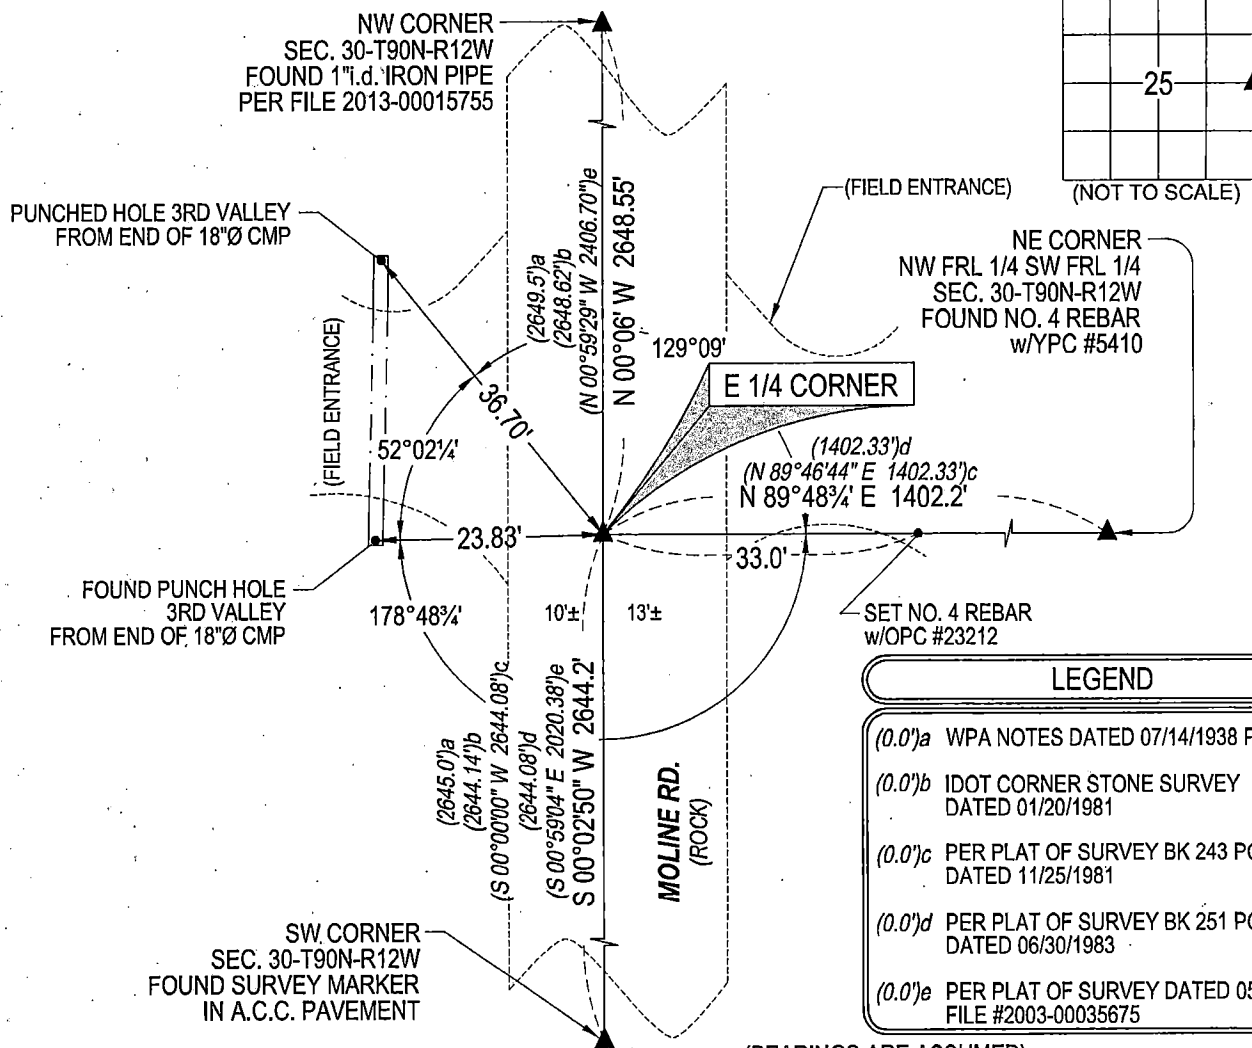 NW CORNER
SEC. 30-T90N-R12W
FOUND 1"i.d. IRON PIPE
PER FILE 2013-00015755
25
(NOT TO SCALE)
PUNCHED HOLE 3RD VALLEY
FROM END OF 18"Ø CMP
(FIELD ENTRANCE)
NE CORNER
NW FRL 1/4 SW FRL 1/4
SEC. 30-T90N-R12W
FOUND NO. 4 REBAR
w/YPC #5410
(2649.5')a
(2648.62')b
(N 00°59'29" W 2406.70")e
N 00°06' W 2648.55'
129°09'
E 1/4 CORNER
(FIELD ENTRANCE)
36.70'
52°02¼'
(1402.33')d
(N 89°46'44" E 1402.33')c
N 89°48¾' E 1402.2'
23.83'
33.0'
FOUND PUNCH HOLE
3RD VALLEY
FROM END OF 18"Ø CMP
178°48¾'
10'±
13'±
SET NO. 4 REBAR
w/OPC #23212
(2645.0')a
(2644.14')b
(S 00°00'00" W 2644.08')c
(2644.08')d
(S 00°59'04" E 2020.38')e
S 00°02'50" W 2644.2'
MOLINE RD.
(ROCK)
LEGEND
(0.0')a WPA NOTES DATED 07/14/1938 P
(0.0')b IDOT CORNER STONE SURVEY
DATED 01/20/1981
(0.0')c PER PLAT OF SURVEY BK 243 PG
DATED 11/25/1981
(0.0')d PER PLAT OF SURVEY BK 251 PG
DATED 06/30/1983
(0.0')e PER PLAT OF SURVEY DATED 05
FILE #2003-00035675
SW CORNER
SEC. 30-T90N-R12W
FOUND SURVEY MARKER
IN A.C.C. PAVEMENT
(BEARINGS ARE ASSUMED)